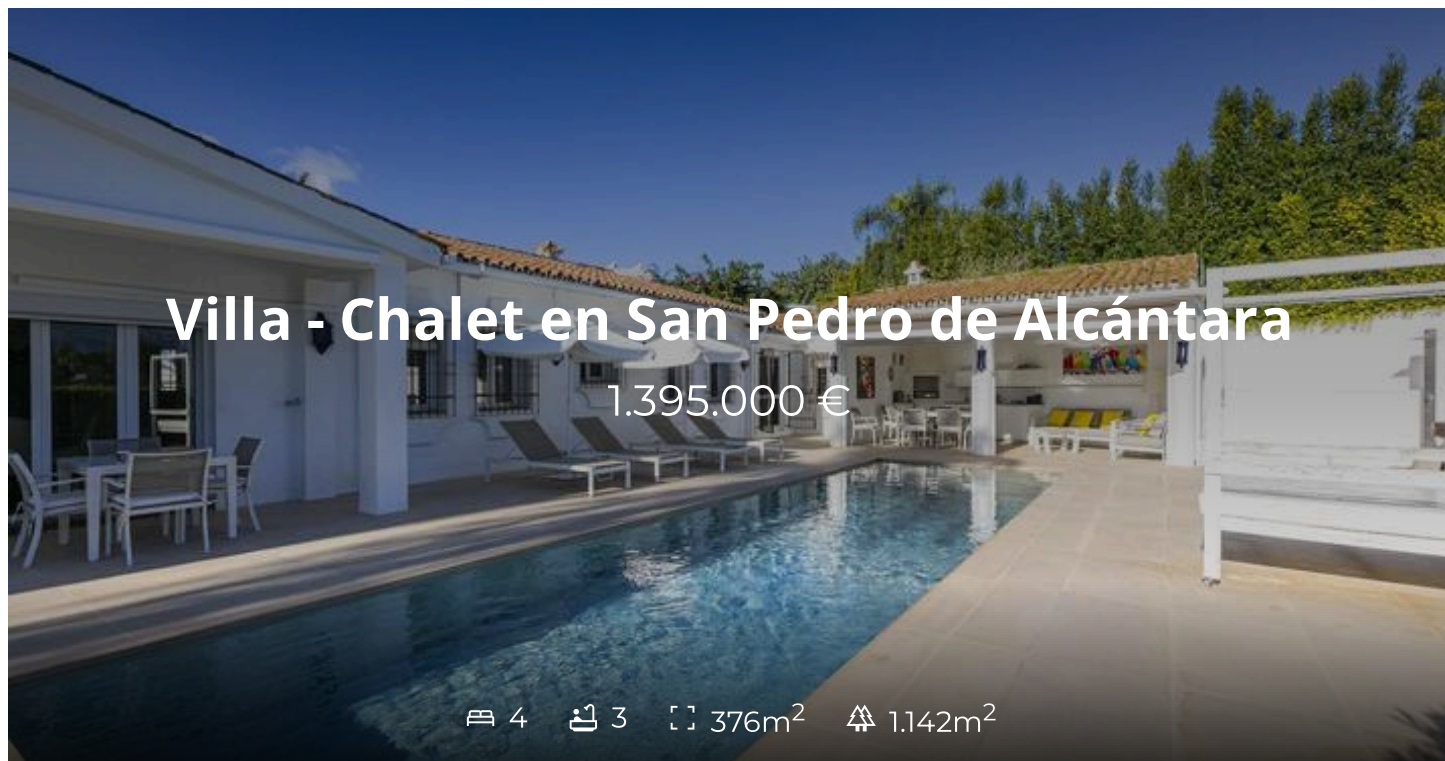 Villa - Chalet en San Pedro de Alcántara
1.395.000 €
4 3 376m² 1.142m²